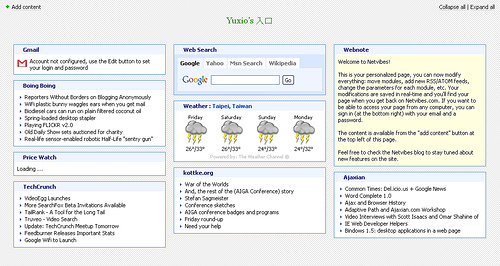 Add content
Collapse all | Expand all
Yuxio's 入口
Gmail
Account not configured, use the Edit button to set
your login and password
Boing Boing
Reporters Without Borders on Blogging Anonymously
WiFi plastic bunny waggles ears when you get mail
Biodiesel cars can run on plain filtered coconut oil
Spring-loaded desktop stapler
Playing FLICKR v2.0
Old Daily Show sets auctioned for charity
Real-life sensor-enabled robotic Half-Life "sentry gun"
Price Watch
Loading ...
TechCrunch
VideoEgg Launches
More SearchFox Beta Invitations Available
TailRank - A Tool for the Long Tail
Truveo - Video Search
Update: TechCrunch Meetup Tomorrow
Feedburner Releases Important Stats
Google Wifi to Launch
Web Search
Google Yahoo Msn Search Wikipedia
Google Go
Weather : Taipei, Taiwan
Friday Saturday Sunday Monday
26°/33° 26°/34° 24°/33° 24°/32°
Powered by: The Weather Channel ®
kottke.org
War of the Worlds
And, the rest of the (AIGA Conference) story
Stefan Sagmeister
Conference sketches
AIGA conference badges and programs
Friday round-up
Need your help
Webnote
Welcome to Netvibes!
This is your personalized page, you can now modify
everything: move modules, add new RSS/ATOM feeds,
change the parameters for each module, etc. Your
modifications are saved in real-time and you'll find your
page when you get back on Netvibes.com. If you want to
be able to access your page from any computer, you can
sign in (at the bottom right) with your email and a
password.
The content is available from the "add content" button at
the top left of this page.
Feel free to check the Netvibes blog to stay tuned about
new features on the site.
Ajaxian
Common Times: Del.icio.us + Google News
Word Complete 1.0
Ajax and Browser History
Adaptive Path and Ajaxian.com Workshop
Video Interviews with Scott Isaacs and Omar Shahine of
IE Web Developer Helpers
Bindows 1.5: desktop applications in a web page